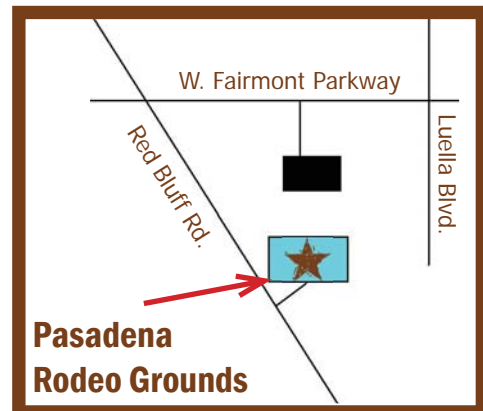 W. Fairmont Parkway
Red Bluff Rd.
Luella Blvd.
Pasadena
Rodeo Grounds